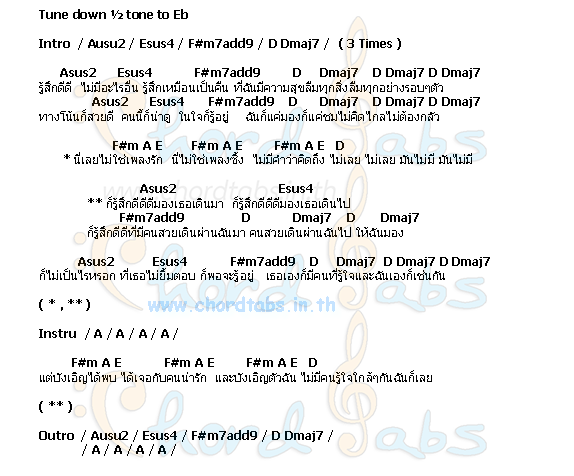 Tune down ½ tone to Eb
Intro / Ausu2 / Esus4 / F#m7add9 / D Dmaj7 / ( 3 Times )
Asus2 Esus4 F#m7add9 D Dmaj7 D Dmaj7 D Dmaj7
รู้สึกดีดี ไม่มีอะไรอื่น รู้สึกเหมือนเป็นคืน ที่ฉันมีความสุขลืมทุกสิ่งลืมทุกอย่างรอบๆตัว
Asus2 Esus4 F#m7add9 D Dmaj7 D Dmaj7 D Dmaj7
ทางโน้นก็สวยดี คนนี้ก็น่าดู ในใจก็รู้อยู่ ฉันก็แค่มองก็แค่ชมไม่คิดไกลไม่ต้องกลัว
F#m A E F#m A E F#m A E D
* นี่เลยไม่ใช่เพลงรัก นี่ไม่ใช่เพลงซึ้ง ไม่มีคำว่าคิดถึง ไม่เลย ไม่เลย มันไม่มี มันไม่มี
www.chordtabs.in.th
Asus2 Esus4
** ก็รู้สึกดีดีดีมองเธอเดินมา ก็รู้สึกดีดีดีมองเธอเดินไป
F#m7add9 D Dmaj7 D Dmaj7
ก็รู้สึกดีดีที่มีคนสวยเดินผ่านฉันมา คนสวยเดินผ่านฉันไป ให้ฉันมอง
Asus2 Esus4 F#m7add9 D Dmaj7 D Dmaj7 D Dmaj7
ก็ไม่เป็นไรหรอก ที่เธอไม่ยิ้มตอบ ก็พอจะรู้อยู่ เธอเองก็มีคนที่รู้ใจและฉันเองก็เช่นกัน
( * , ** )
www.chordtabs.in.th
Instru / A / A / A / A /
F#m A E F#m A E F#m A E D
แต่บังเอิญได้พบ ได้เจอกับคนน่ารัก และบังเอิญตัวฉัน ไม่มีคนรู้ใจใกล้ๆกันฉันก็เลย
( ** )
Outro / Ausu2 / Esus4 / F#m7add9 / D Dmaj7 /
/ A / A / A / A /